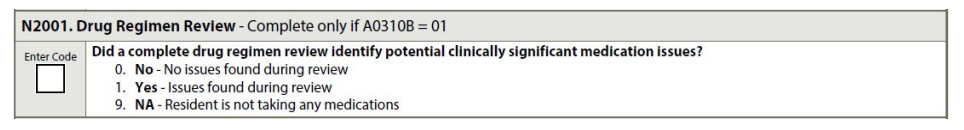 N2001. Drug Regimen Review - Complete only if A0310B = 01
Enter Code
Did a complete drug regimen review identify potential clinically significant medication issues?
0. No - No issues found during review
1. Yes - Issues found during review
9. NA - Resident is not taking any medications